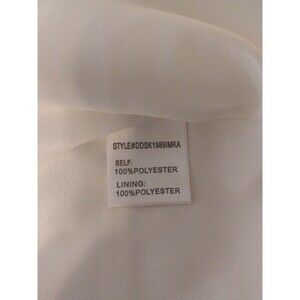 STYLE#DDSK1989IMKA
SELF:
100%POLYESTER
LINING:
100%POLYESTER